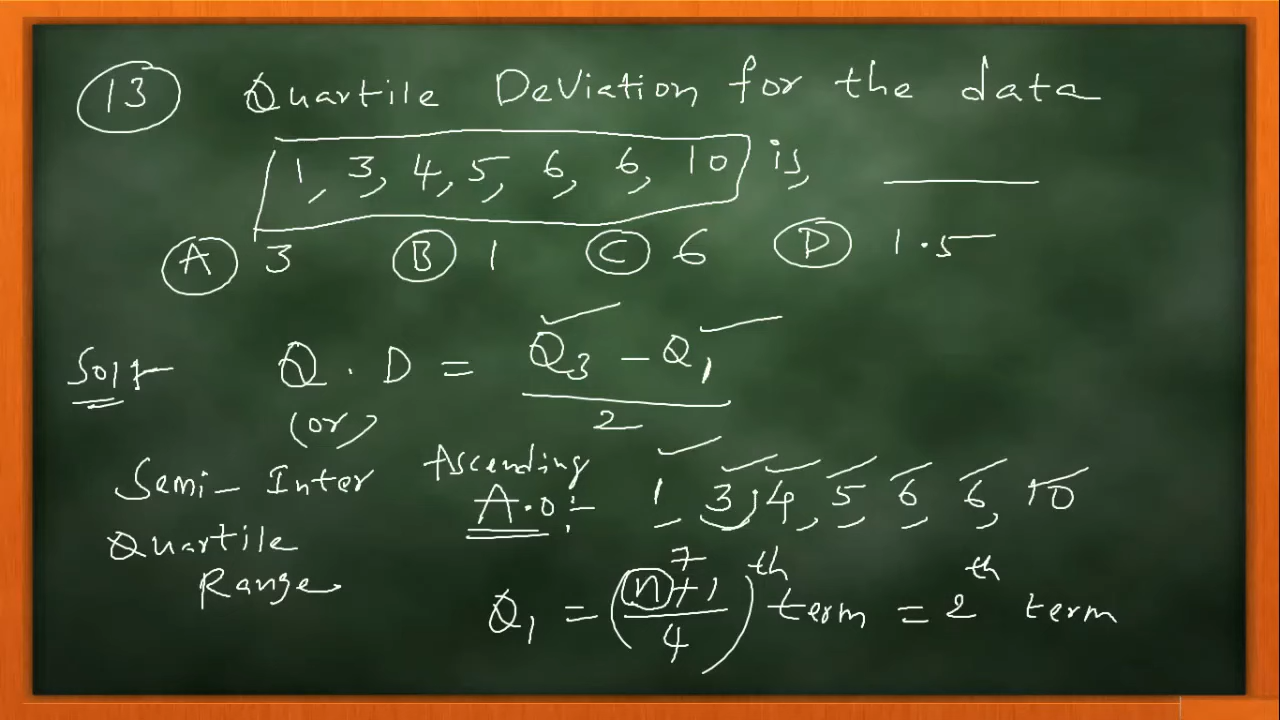 13 Quartile Deviation for the data
1, 3, 4, 5, 6, 6, 10 is, ______
A 3 B 1 C 6 D 1.5
Soln Q.D = (Q3 - Q1)/2
(or)
Semi-Inter
Quartile
Range
Ascending
A.O:- 1, 3, 4, 5, 6, 6, 10
7
Q1 = ((n+1)/4)th term = 2th term